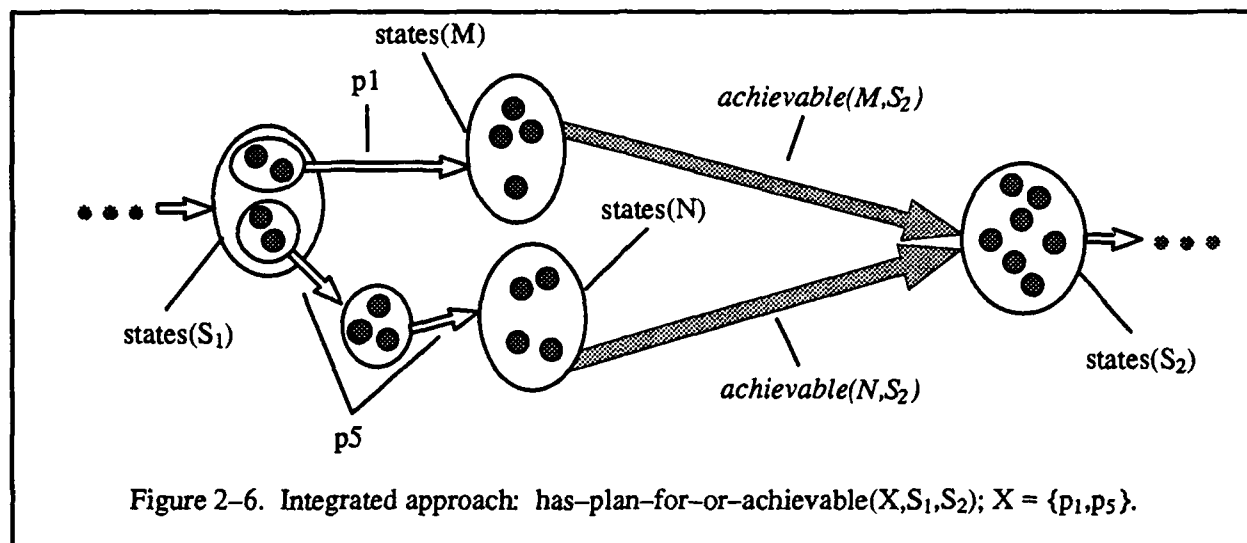 states(M)
p1
achievable(M,S₂)
states(N)
states(S₁)
achievable(N,S₂)
states(S₂)
p5
Figure 2–6. Integrated approach: has–plan–for–or–achievable(X,S₁,S₂); X = {p₁,p₅}.